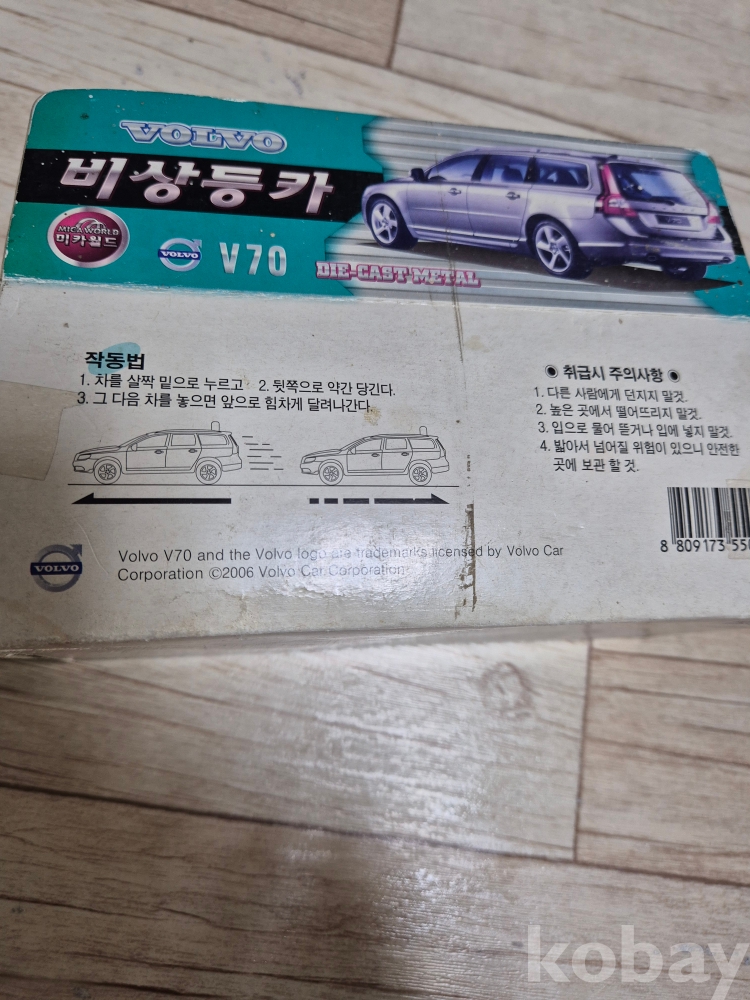 VOLVO
비상등카
MICA WORLD
미카월드
VOLVO
V70
DIE-CAST METAL
작동법
1. 차를 살짝 밑으로 누르고 2. 뒷쪽으로 약간 당긴다.
3. 그 다음 차를 놓으면 앞으로 힘차게 달려나간다.
◉ 취급시 주의사항 ◉
1. 다른 사람에게 던지지 말것.
2. 높은 곳에서 떨어뜨리지 말것.
3. 입으로 물어 뜯거나 입에 넣지 말것.
4. 밟아서 넘어질 위험이 있으니 안전한
곳에 보관 할 것.
8 809173 55
VOLVO
Volvo V70 and the Volvo logo are trademarks licensed by Volvo Car
Corporation ©2006 Volvo Car Corporation
kobay